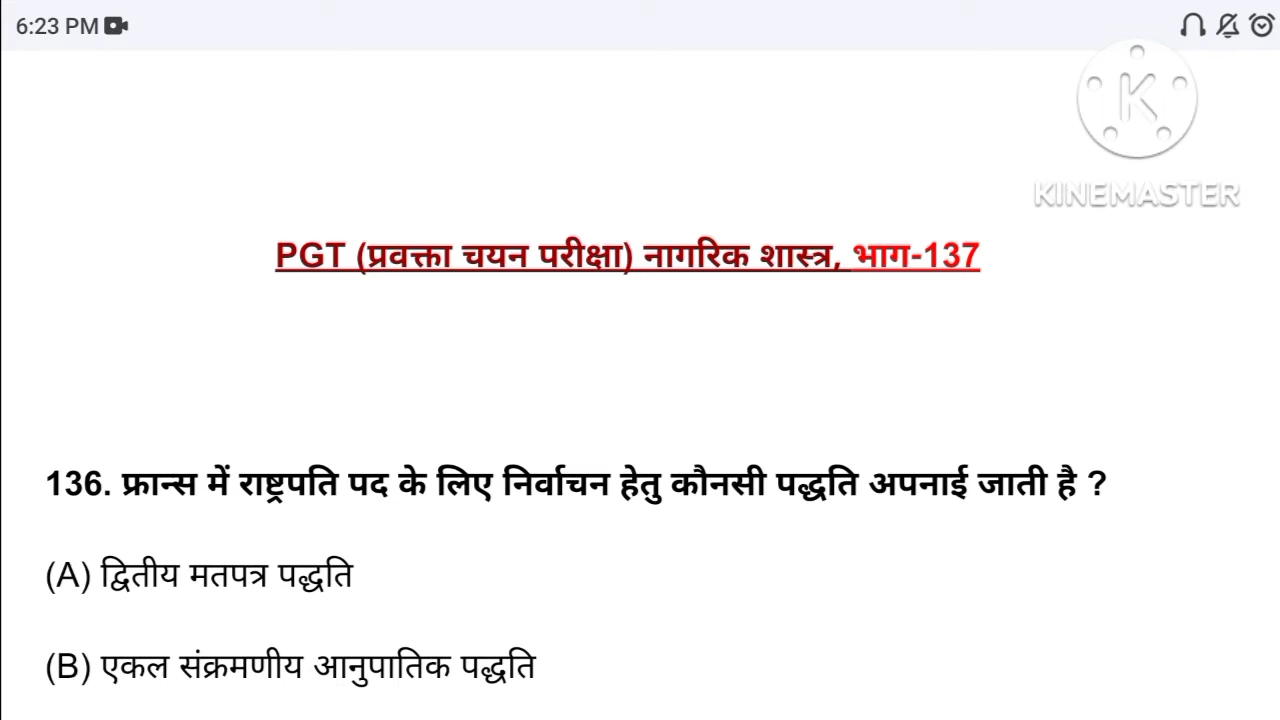 6:23 PM
K
KINEMASTER
PGT (प्रवक्ता चयन परीक्षा) नागरिक शास्त्र, भाग-137
136. फ्रान्स में राष्ट्रपति पद के लिए निर्वाचन हेतु कौनसी पद्धति अपनाई जाती है ?
(A) द्वितीय मतपत्र पद्धति
(B) एकल संक्रमणीय आनुपातिक पद्धति